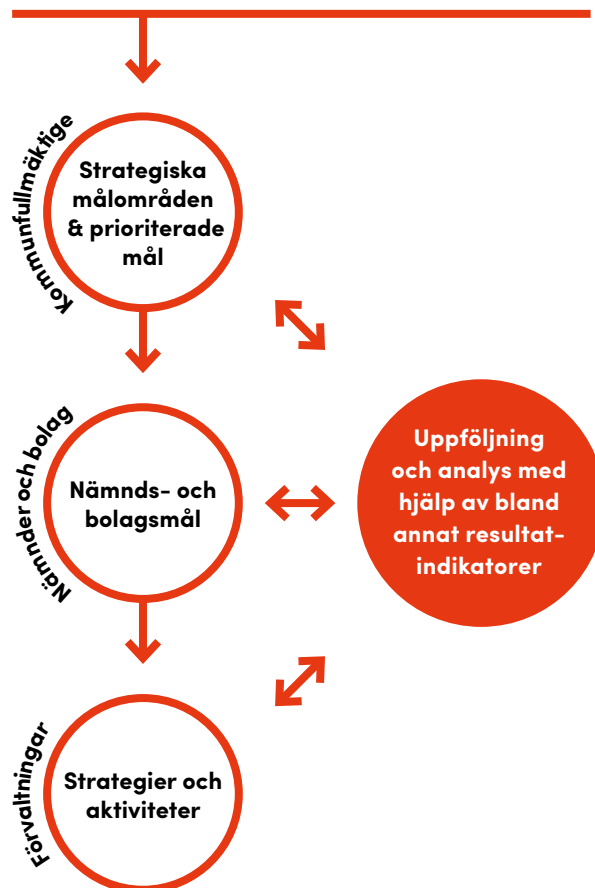 Kommunfullmäktige
Strategiska
målområden
& prioriterade
mål
Nämnder och bolag
Nämnds- och
bolagsmål
Uppföljning
och analys med
hjälp av bland
annat resultat-
indikatorer
Förvaltningar
Strategier och
aktiviteter